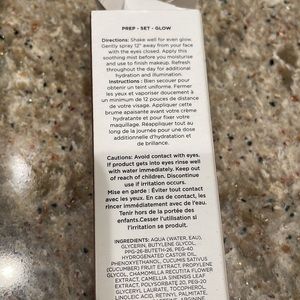 PREP - SET - GLOW
Directions: Shake well for even glow.
Gently spray 12" away from your face
with the eyes closed. Apply this
soothing mist before you moisturise
and use to finish makeup. Refresh
throughout the day for additional
hydration and illumination.
Instructions : Bien secouer pour
obtenir un teint uniforme. Fermer
les yeux et vaporiser doucement à
un minimum de 12 pouces de distance
de votre visage. Appliquer cette
brume apaisante avant votre crème
hydratante et pour fixer votre
maquillage. Réappliquer tout au
long de la journée pour une dose
additionnelle d'hydratation et
de brillance.
Cautions: Avoid contact with eyes.
If product gets into eyes rinse well
with water immediately. Keep out
of reach of children. Discontinue
use if irritation occurs.
Mise en garde : Éviter tout contact
avec les yeux. En cas de contact, les
rincer immédiatement avec de l'eau.
Tenir hors de la portée des
enfants.Cesser l'utilisation si
irritation.
INGREDIENTS: AQUA (WATER, EAU),
GLYCERIN, BUTYLENE GLYCOL,
PPG-26-BUTETH-26, PEG-40
HYDROGENATED CASTOR OIL,
PHENOXYETHANOL, CUCUMIS SATIVUS
(CUCUMBER) FRUIT EXTRACT, PROPYLENE
GLYCOL, CHAMOMILLA RECUTITA FLOWER
EXTRACT, CAMELLIA SINENSIS LEAF
EXTRACT, POLYSORBATE 20, PEG-20
GLYCERYL LAURATE, TOCOPHEROL,
LINOLEIC ACID, RETINYL PALMITATE,